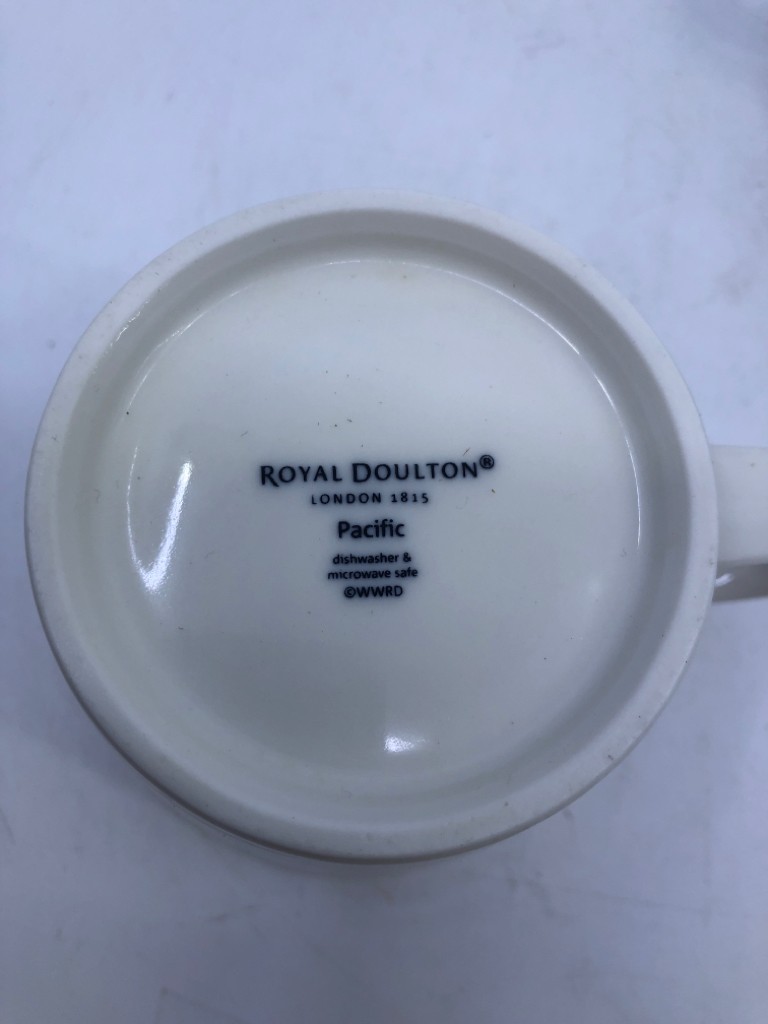 ROYAL DOULTON®
LONDON 1815
Pacific
dishwasher &
microwave safe
©WWRD